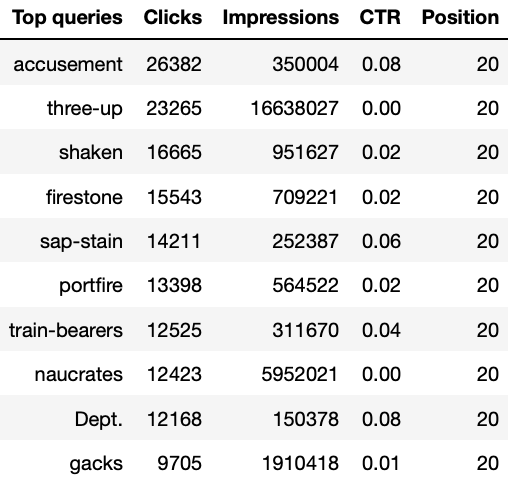 Top queries Clicks Impressions CTR Position
accusement 26382 350004 0.08 20
three-up 23265 16638027 0.00 20
shaken 16665 951627 0.02 20
firestone 15543 709221 0.02 20
sap-stain 14211 252387 0.06 20
portfire 13398 564522 0.02 20
train-bearers 12525 311670 0.04 20
naucrates 12423 5952021 0.00 20
Dept. 12168 150378 0.08 20
gacks 9705 1910418 0.01 20